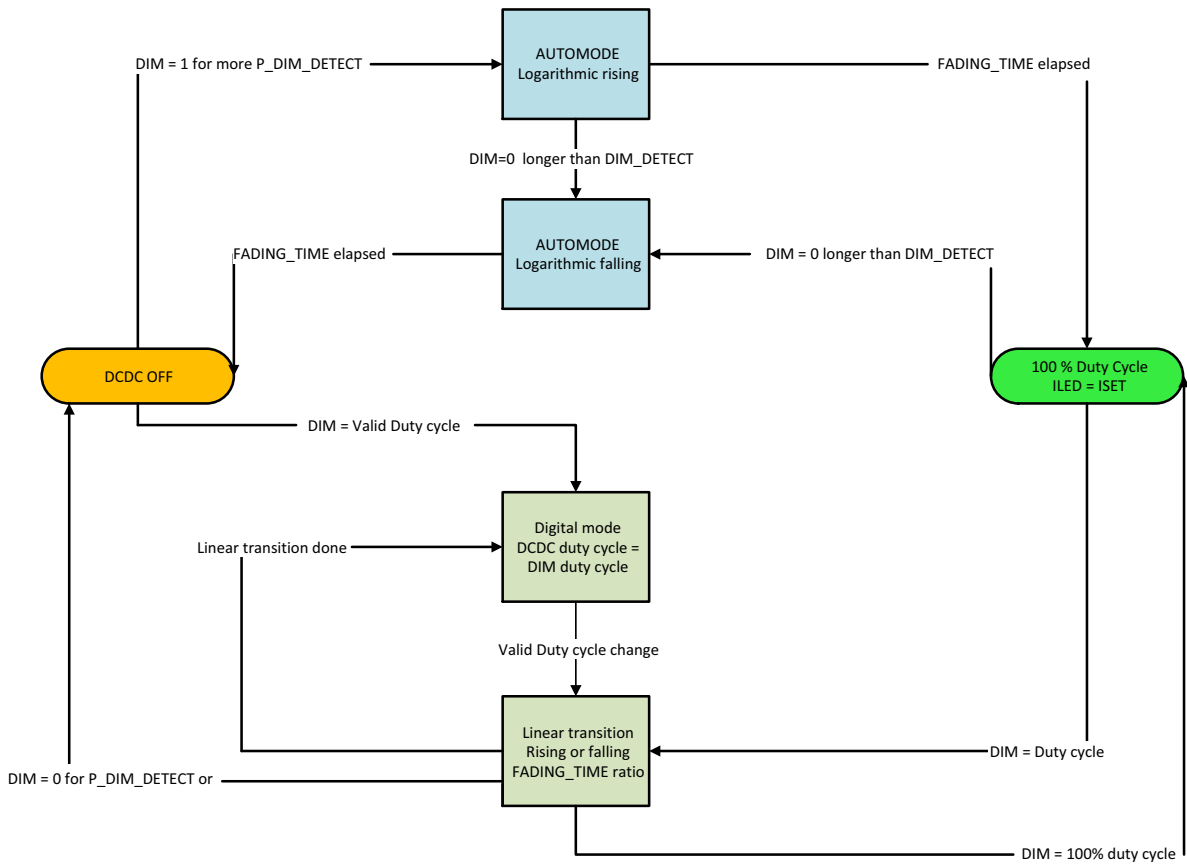 AUTOMODE
Logarithmic rising
DIM = 1 for more P_DIM_DETECT
FADING_TIME elapsed
DIM=0 longer than DIM_DETECT
AUTOMODE
Logarithmic falling
FADING_TIME elapsed
DIM = 0 longer than DIM_DETECT
DCDC OFF
100 % Duty Cycle
ILED = ISET
DIM = Valid Duty cycle
Digital mode
DCDC duty cycle =
DIM duty cycle
Linear transition done
Valid Duty cycle change
Linear transition
Rising or falling
FADING_TIME ratio
DIM = Duty cycle
DIM = 0 for P_DIM_DETECT or
DIM = 100% duty cycle